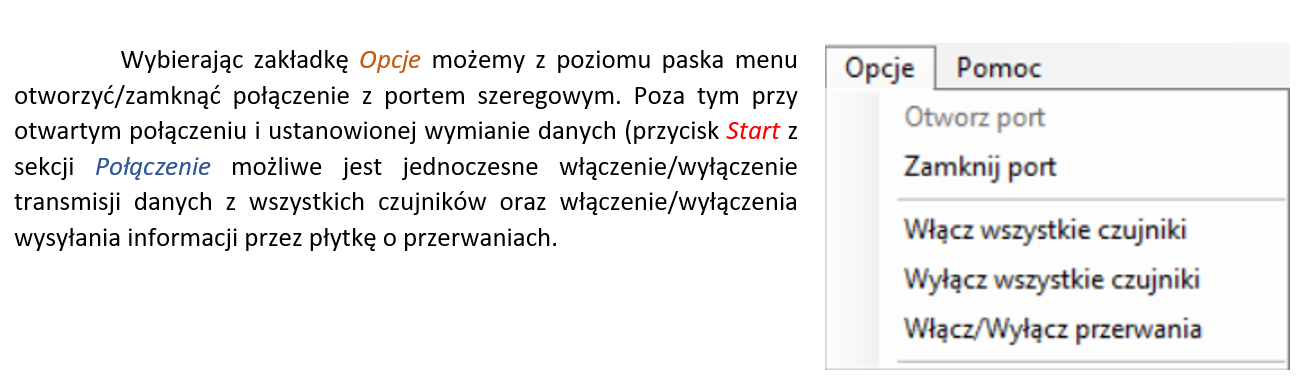 Wybierając zakładkę Opcje możemy z poziomu paska menu
otworzyć/zamknąć połączenie z portem szeregowym. Poza tym przy
otwartym połączeniu i ustanowionej wymianie danych (przycisk Start z
sekcji Połączenie możliwe jest jednoczesne włączenie/wyłączenie
transmisji danych z wszystkich czujników oraz włączenie/wyłączenia
wysyłania informacji przez płytkę o przerwaniach.
Opcje Pomoc
Otworz port
Zamknij port
Włącz wszystkie czujniki
Wyłącz wszystkie czujniki
Włącz/Wyłącz przerwania